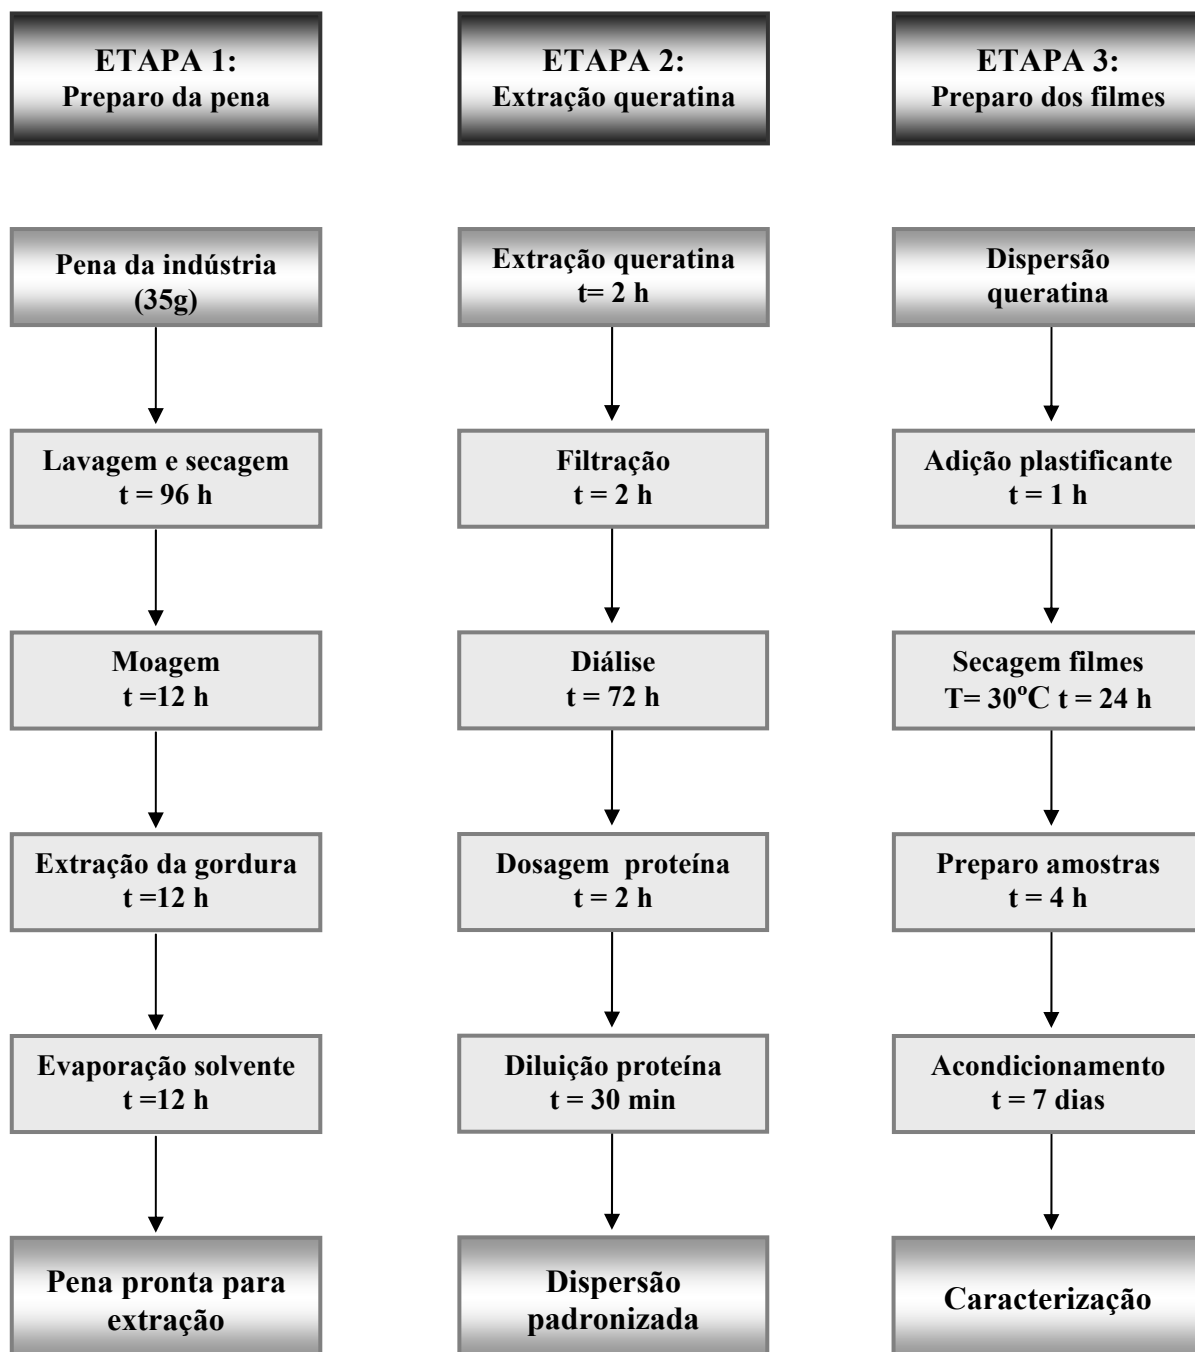 ETAPA 1:
Preparo da pena
Pena da indústria
(35g)
Lavagem e secagem
t = 96 h
Moagem
t =12 h
Extração da gordura
t =12 h
Evaporação solvente
t =12 h
Pena pronta para
extração
ETAPA 2:
Extração queratina
Extração queratina
t= 2 h
Filtração
t = 2 h
Diálise
t = 72 h
Dosagem  proteína
t = 2 h
Diluição proteína
t = 30 min
Dispersão
padronizada
ETAPA 3:
Preparo dos filmes
Dispersão
queratina
Adição plastificante
t = 1 h
Secagem filmes
T= 30ºC t = 24 h
Preparo amostras
t = 4 h
Acondicionamento
t = 7 dias
Caracterização